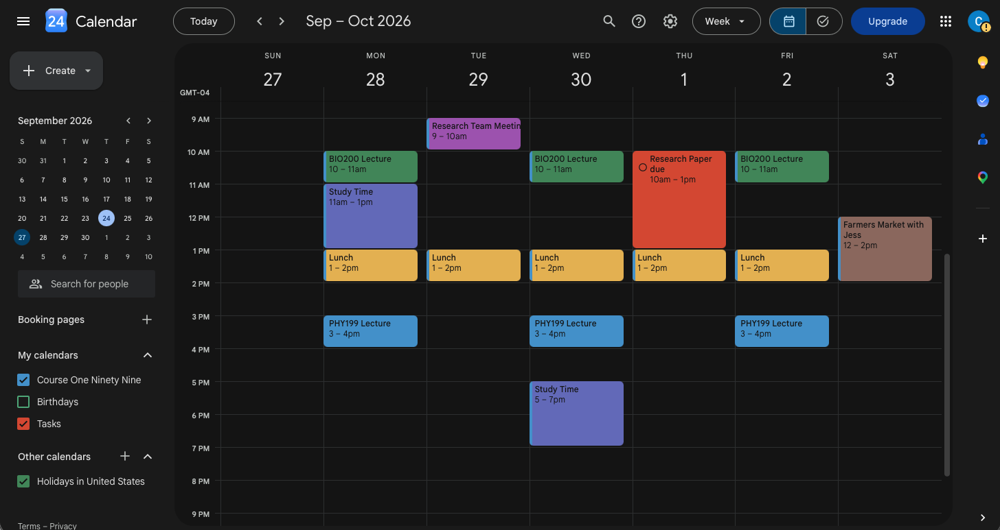 24 Calendar
Today
Sep – Oct 2026
Week
Upgrade
C
Create
September 2026
S M T W T F S
30 31 1 2 3 4 5
6 7 8 9 10 11 12
13 14 15 16 17 18 19
20 21 22 23 24 25 26
27 28 29 30 1 2 3
4 5 6 7 8 9 10
Search for people
Booking pages
My calendars
Course One Ninety Nine
Birthdays
Tasks
Other calendars
Holidays in United States
Terms – Privacy
SUN MON TUE WED THU FRI SAT
27 28 29 30 1 2 3
GMT-04
9 AM
10 AM
11 AM
12 PM
1 PM
2 PM
3 PM
4 PM
5 PM
6 PM
7 PM
8 PM
9 PM
BIO200 Lecture
10 – 11am
Study Time
11am – 1pm
Lunch
1 – 2pm
PHY199 Lecture
3 – 4pm
Research Team Meetin
9 – 10am
Lunch
1 – 2pm
BIO200 Lecture
10 – 11am
Lunch
1 – 2pm
PHY199 Lecture
3 – 4pm
Study Time
5 – 7pm
Research Paper
due
10am – 1pm
Lunch
1 – 2pm
BIO200 Lecture
10 – 11am
Lunch
1 – 2pm
PHY199 Lecture
3 – 4pm
Farmers Market with
Jess
12 – 2pm